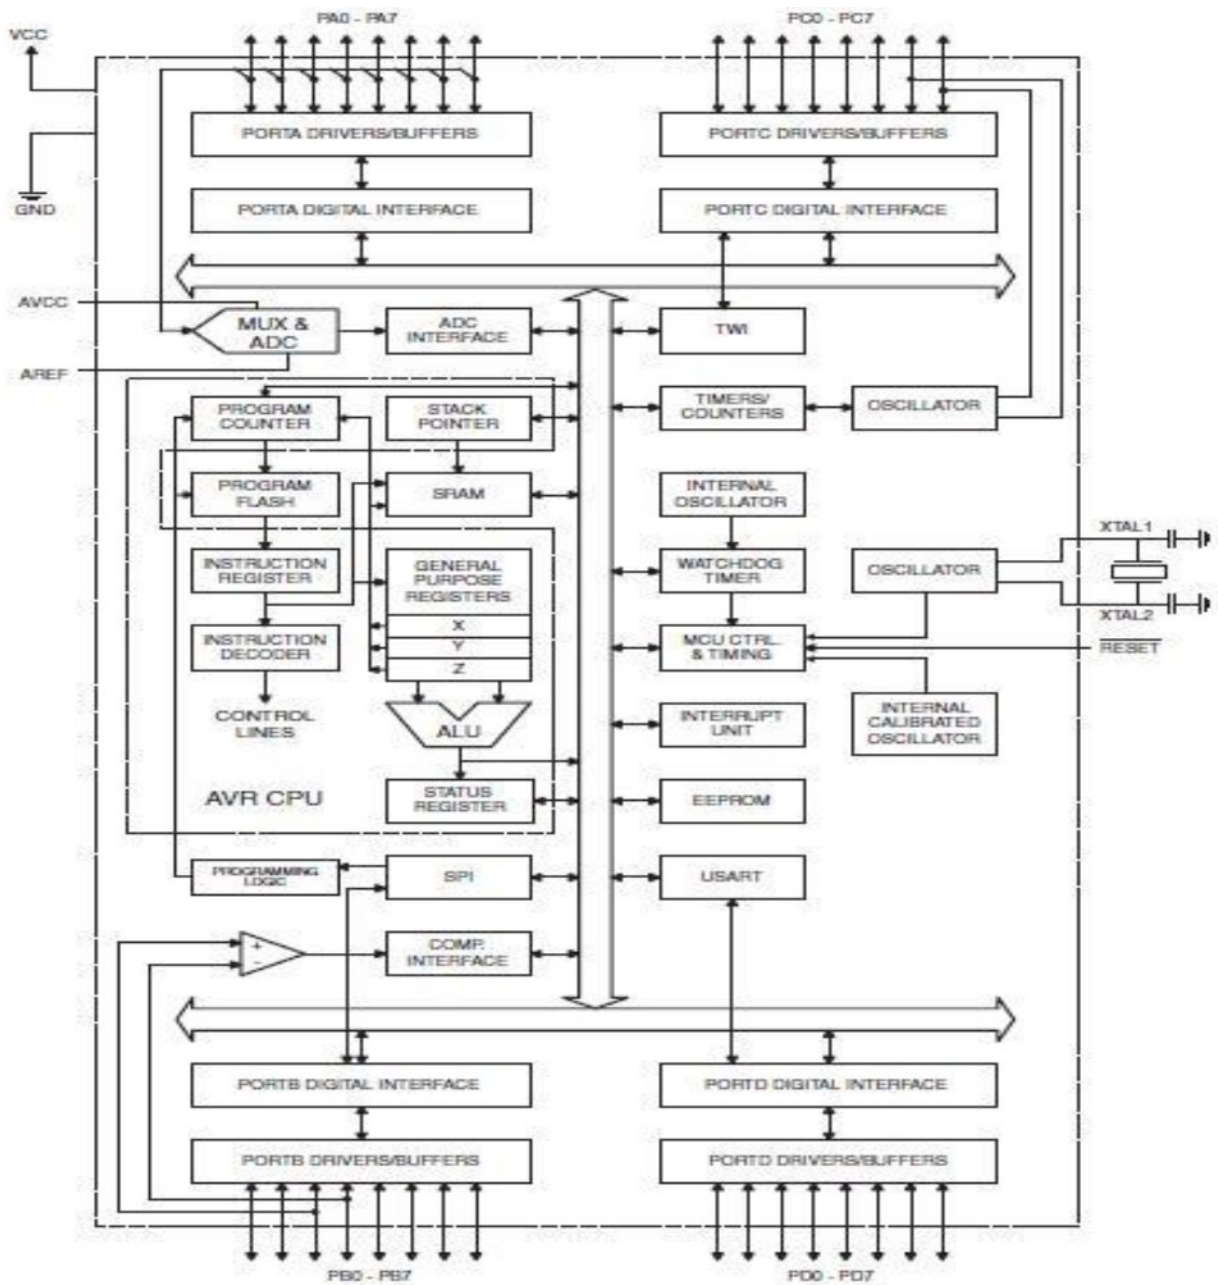 PA0 - PA7
PC0 - PC7
VCC
PORTA DRIVERS/BUFFERS
PORTC DRIVERS/BUFFERS
GND
PORTA DIGITAL INTERFACE
PORTC DIGITAL INTERFACE
AVCC
MUX &
ADC
ADC
INTERFACE
TWI
AREF
PROGRAM
COUNTER
STACK
POINTER
TIMERS/
COUNTERS
OSCILLATOR
PROGRAM
FLASH
SRAM
INTERNAL
OSCILLATOR
XTAL1
INSTRUCTION
REGISTER
GENERAL
PURPOSE
REGISTERS
WATCHDOG
TIMER
OSCILLATOR
X
Y
Z
XTAL2
INSTRUCTION
DECODER
MCU CTRL.
& TIMING
RESET
CONTROL
LINES
ALU
INTERRUPT
UNIT
INTERNAL
CALIBRATED
OSCILLATOR
AVR CPU
STATUS
REGISTER
EEPROM
PROGRAMMING
LOGIC
SPI
USART
+
-
COMP.
INTERFACE
PORTB DIGITAL INTERFACE
PORTD DIGITAL INTERFACE
PORTB DRIVERS/BUFFERS
PORTD DRIVERS/BUFFERS
PB0 - PB7
PD0 - PD7